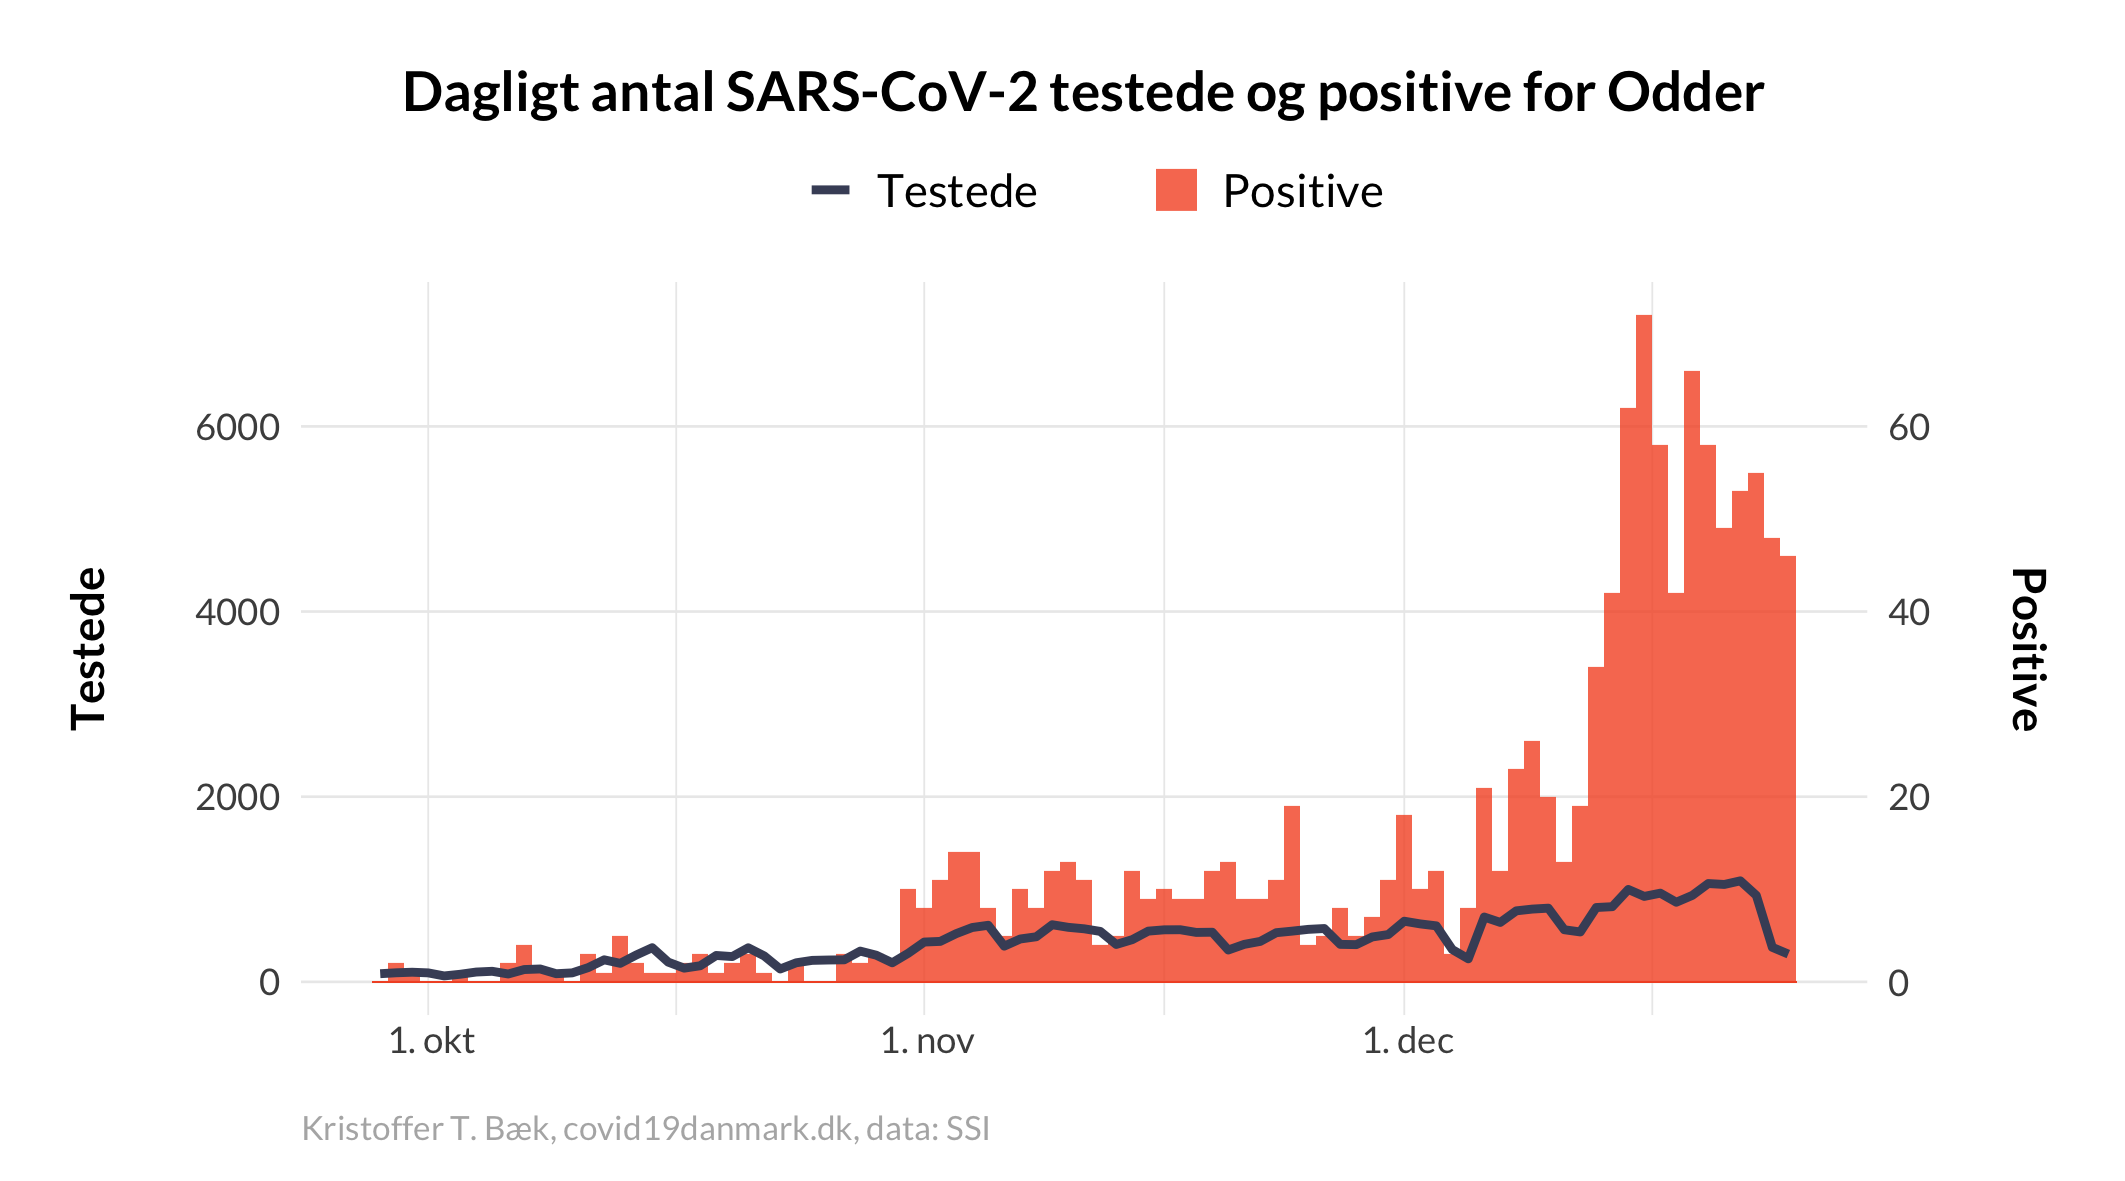 Dagligt antal SARS-CoV-2 testede og positive for Odder
Testede
Positive
6000
4000
2000
0
60
40
20
0
Testede
Positive
1. okt
1. nov
1. dec
Kristoffer T. Bæk, covid19danmark.dk, data: SSI